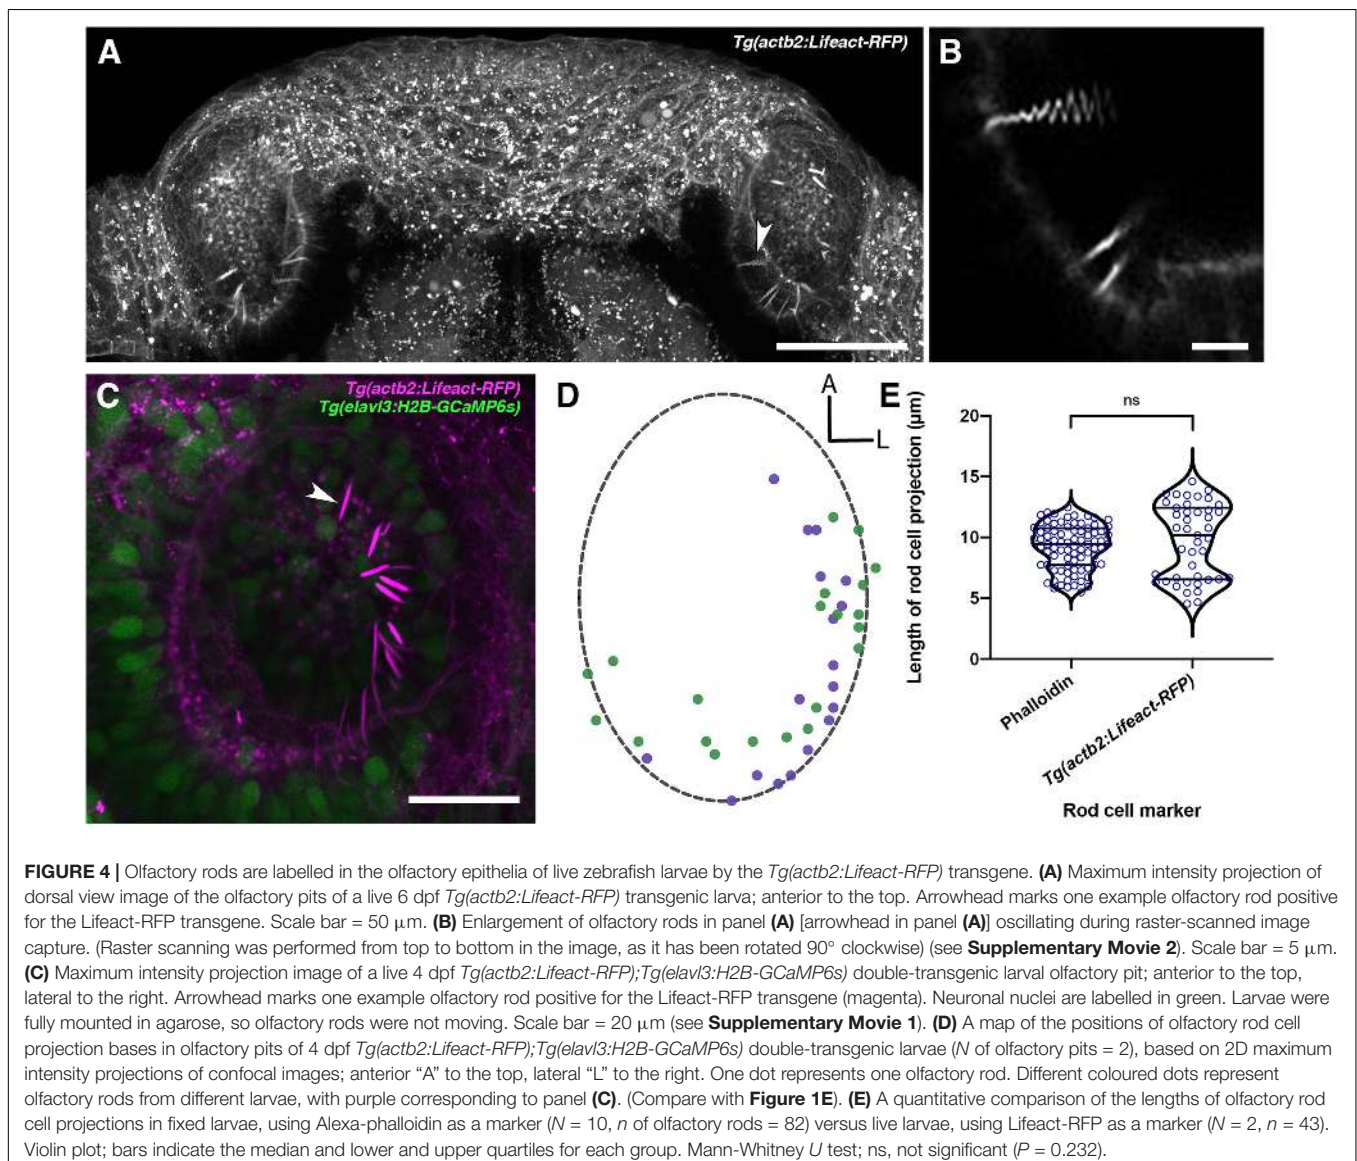 A
Tg(actb2:Lifeact-RFP)
B
C
Tg(actb2:Lifeact-RFP)
Tg(elavl3:H2B-GCaMP6s)
D
A
L
E
ns
Length of rod cell projection (μm)
20
15
10
5
0
Phalloidin
Tg(actb2:Lifeact-RFP)
Rod cell marker
FIGURE 4 | Olfactory rods are labelled in the olfactory epithelia of live zebrafish larvae by the Tg(actb2:Lifeact-RFP) transgene. (A) Maximum intensity projection of
dorsal view image of the olfactory pits of a live 6 dpf Tg(actb2:Lifeact-RFP) transgenic larva; anterior to the top. Arrowhead marks one example olfactory rod positive
for the Lifeact-RFP transgene. Scale bar = 50 μm. (B) Enlargement of olfactory rods in panel (A) [arrowhead in panel (A)] oscillating during raster-scanned image
capture. (Raster scanning was performed from top to bottom in the image, as it has been rotated 90° clockwise) (see Supplementary Movie 2). Scale bar = 5 μm.
(C) Maximum intensity projection image of a live 4 dpf Tg(actb2:Lifeact-RFP);Tg(elavl3:H2B-GCaMP6s) double-transgenic larval olfactory pit; anterior to the top,
lateral to the right. Arrowhead marks one example olfactory rod positive for the Lifeact-RFP transgene (magenta). Neuronal nuclei are labelled in green. Larvae were
fully mounted in agarose, so olfactory rods were not moving. Scale bar = 20 μm (see Supplementary Movie 1). (D) A map of the positions of olfactory rod cell
projection bases in olfactory pits of 4 dpf Tg(actb2:Lifeact-RFP);Tg(elavl3:H2B-GCaMP6s) double-transgenic larvae (N of olfactory pits = 2), based on 2D maximum
intensity projections of confocal images; anterior “A” to the top, lateral “L” to the right. One dot represents one olfactory rod. Different coloured dots represent
olfactory rods from different larvae, with purple corresponding to panel (C). (Compare with Figure 1E). (E) A quantitative comparison of the lengths of olfactory rod
cell projections in fixed larvae, using Alexa-phalloidin as a marker (N = 10, n of olfactory rods = 82) versus live larvae, using Lifeact-RFP as a marker (N = 2, n = 43).
Violin plot; bars indicate the median and lower and upper quartiles for each group. Mann-Whitney U test; ns, not significant (P = 0.232).